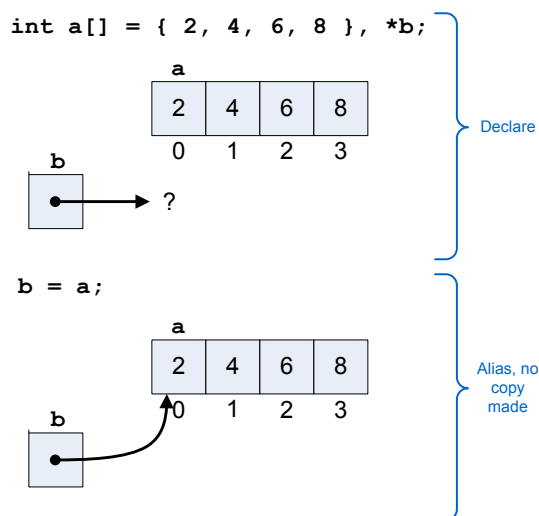 int a[] = { 2, 4, 6, 8 }, *b;
a
2 4 6 8
0 1 2 3
b
?
Declare
b = a;
a
2 4 6 8
0 1 2 3
b
Alias, no
copy
made